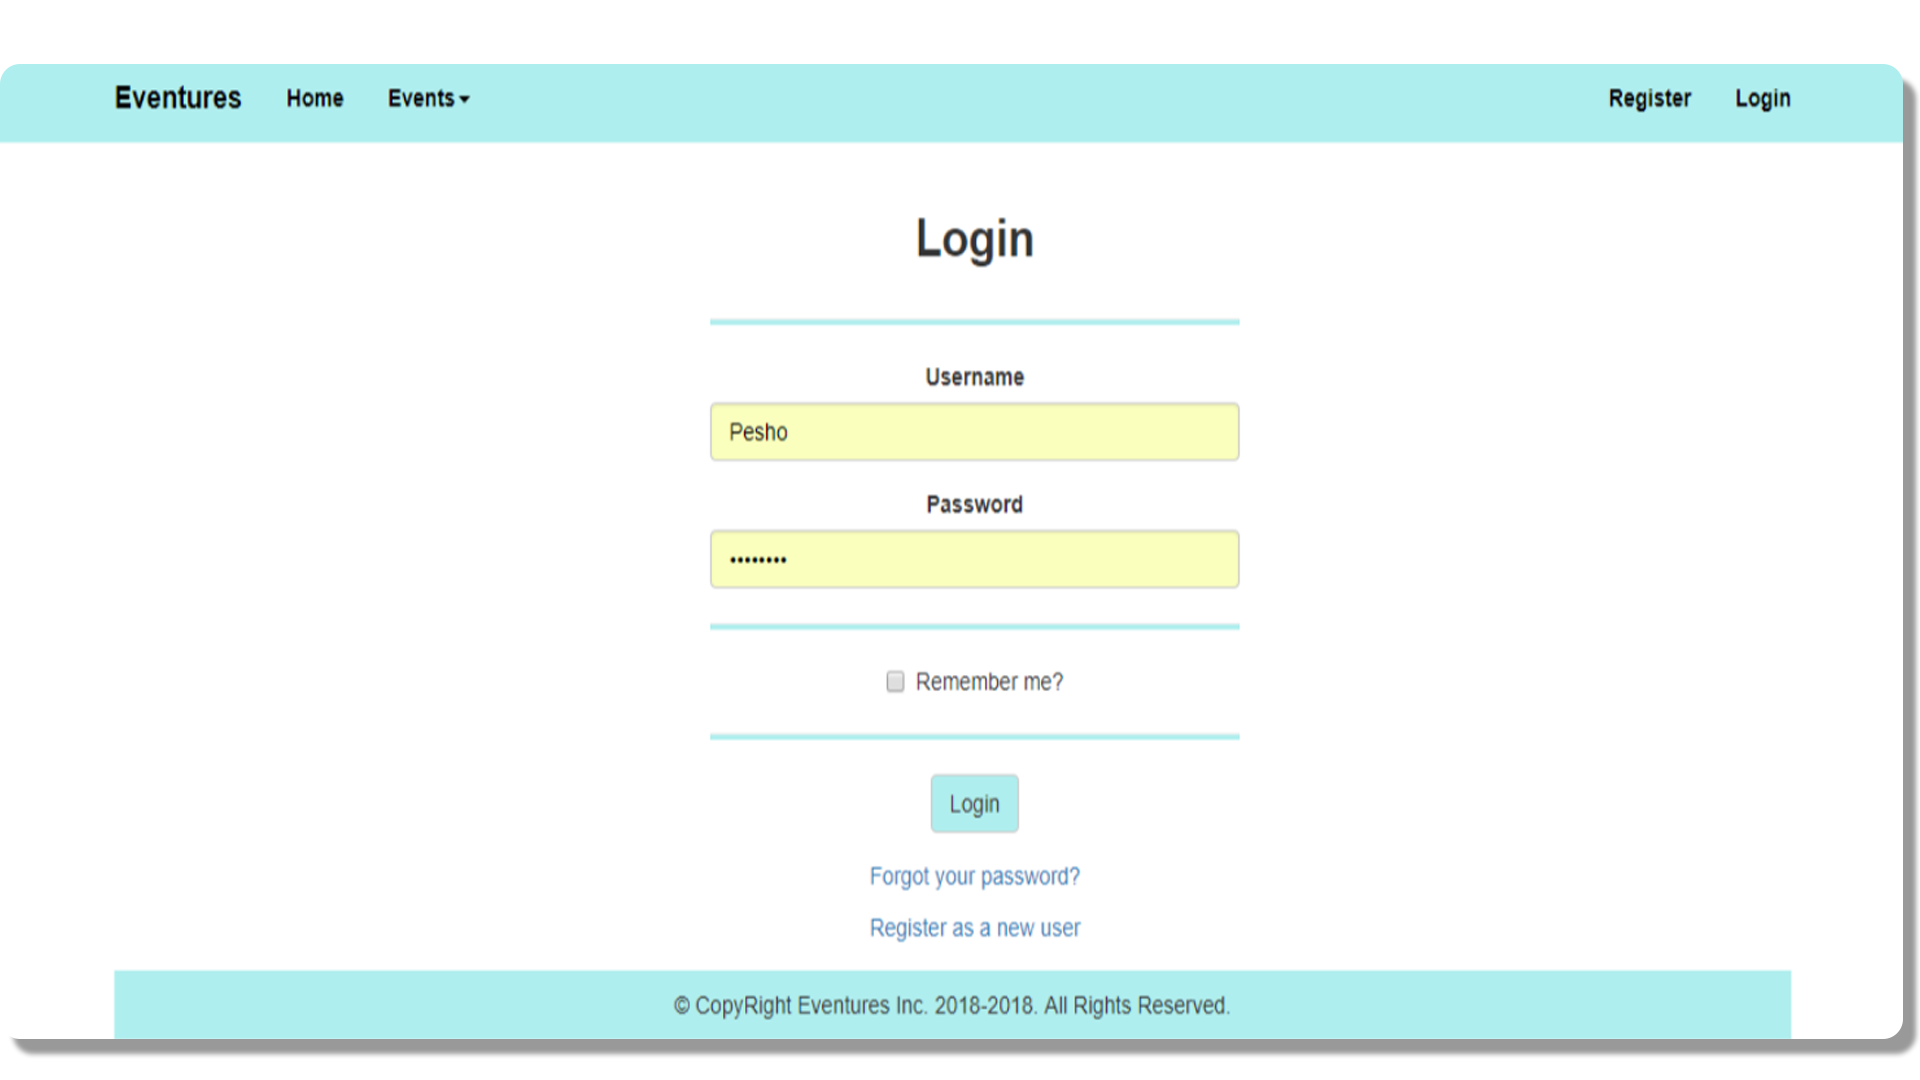 Eventures Home Events Register Login
Login
Username
Pesho
Password
••••••••
Remember me?
Login
Forgot your password?
Register as a new user
© CopyRight Eventures Inc. 2018-2018. All Rights Reserved.